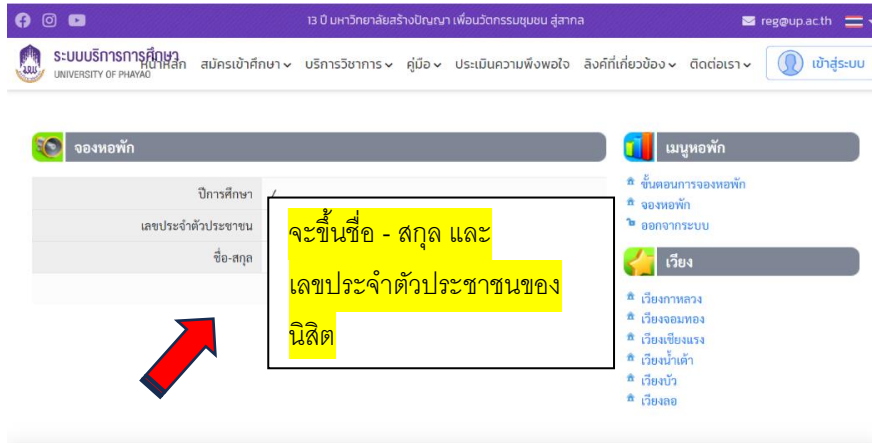 13 ปี มหาวิทยาลัยสร้างปัญญา เพื่อนวัตกรรมชุมชน สู่สากล
reg@up.ac.th
ระบบบริการการศึกษา
UNIVERSITY OF PHAYAO
หน้าหลัก สมัครเข้าศึกษา บริการวิชาการ คู่มือ ประเมินความพึงพอใจ ลิงค์ที่เกี่ยวข้อง ติดต่อเรา เข้าสู่ระบบ
จองหอพัก
ปีการศึกษา /
เลขประจำตัวประชาชน
ชื่อ-สกุล
จะขึ้นชื่อ - สกุล และ
เลขประจำตัวประชาชนของ
นิสิต
เมนูหอพัก
ขั้นตอนการจองหอพัก
จองหอพัก
ออกจากระบบ
เวียง
เวียงกาหลวง
เวียงจอมทอง
เวียงเชียงแรง
เวียงน้ำเต้า
เวียงบัว
เวียงลอ